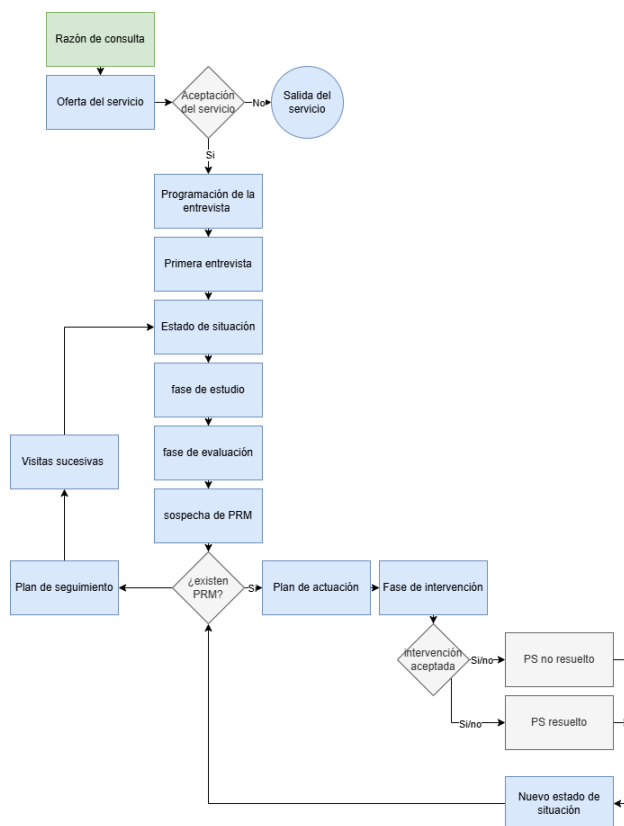 Razón de consulta
Oferta del servicio
Aceptación
del servicio
No
Salida del
servicio
Si
Programación de la
entrevista
Primera entrevista
Estado de situación
fase de estudio
fase de evaluación
Visitas sucesivas
sospecha de PRM
Plan de seguimiento
¿existen
PRM?
Si
Plan de actuación
Fase de intervención
intervención
aceptada
Si/no
PS no resuelto
Si/no
PS resuelto
Nuevo estado de
situación